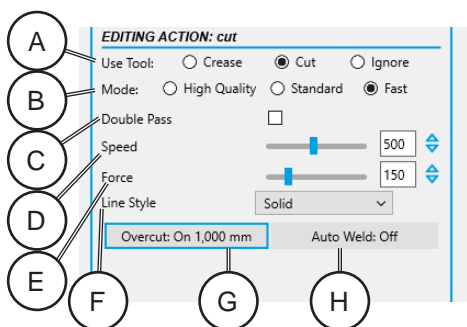 EDITING ACTION: cut
A
Use Tool: Crease Cut Ignore
B
Mode: High Quality Standard Fast
C
Double Pass
D
Speed 500
E
Force 150
F
Line Style Solid
G
Overcut: On 1,000 mm
H
Auto Weld: Off